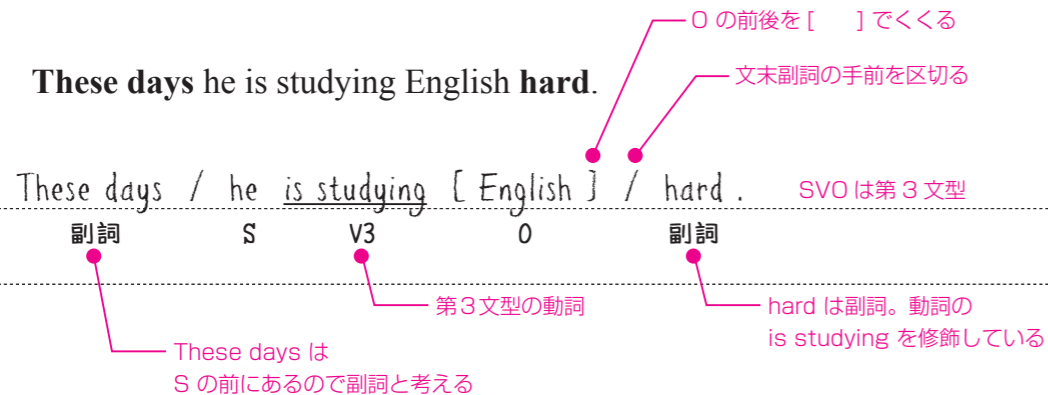 O の前後を [　　] でくくる
These days he is studying English hard.
文末副詞の手前を区切る
These days / he is studying [ English ] / hard .
SVO は第 3 文型
副詞 S V3 O 副詞
第3文型の動詞
hard は副詞。動詞の
is studying を修飾している
These days は
S の前にあるので副詞と考える